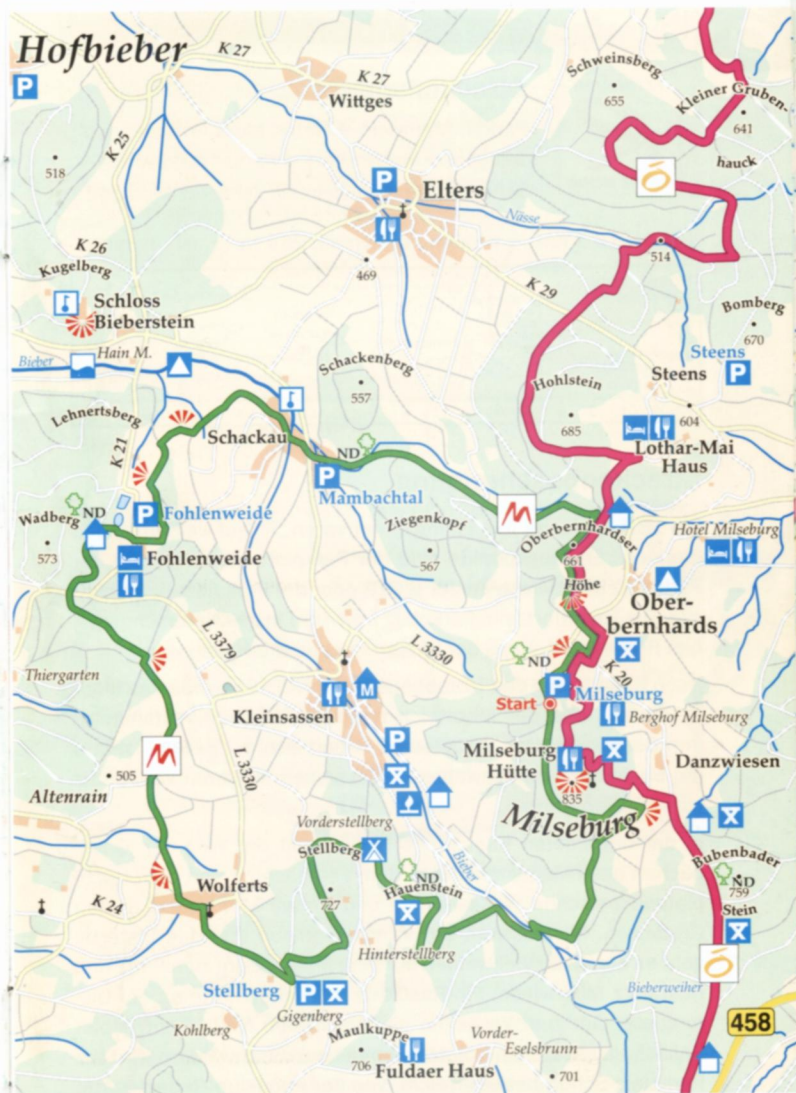 Hofbieber
K 27
K 27
Wittges
P
K 25
518
Schweinsberg
655
Kleiner Gruben-
641
hauck
P
Elters
Nässe
514
469
K 29
K 26
Kugelberg
Schloss
Bieberstein
Bomberg
670
Steens
P
Steens
604
Bieber
Hain M.
Schackenberg
557
Hohlstein
685
Lothar-Mai
Haus
Lehnertsberg
K 21
Schackau
ND
P
Mambachtal
ND
Wadberg
573
P
Fohlenweide
Fohlenweide
Ziegenkopf
567
Oberbernhardser
661
Höhe
Hotel Milseburg
Ober-
bernhards
L 3379
L 3330
ND
K 20
P
Milseburg
Start
Berghof Milseburg
Thiergarten
Kleinsassen
M
P
L 3330
Milseburg
Hütte
835
Milseburg
Danzwiesen
505
Altenrain
Vorderstellberg
Stellberg
727
ND
Hauenstein
Bieber
Bubenbader
ND
759
Stein
Wolferts
K 24
Hinterstellberg
Stellberg
P
Gigenberg
Bieberweiher
458
Kohlberg
Maulkuppe
706
Fuldaer Haus
Vorder-
Eselsbrunn
701